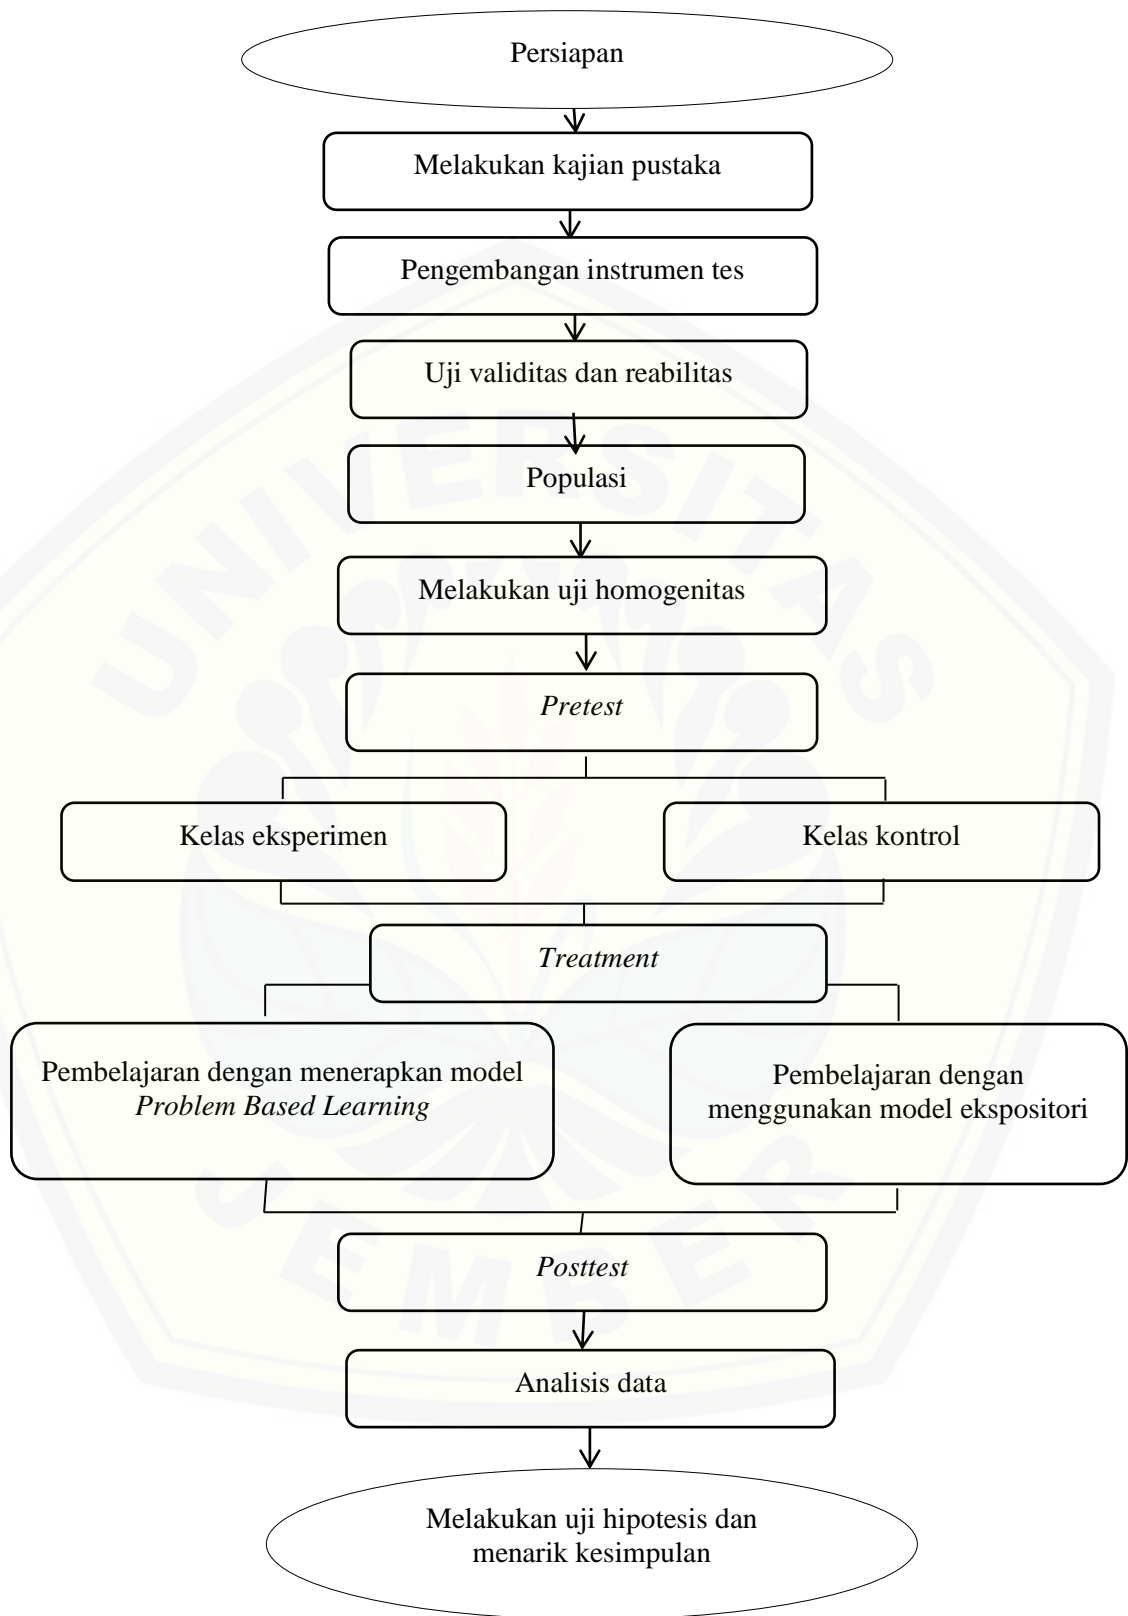 Persiapan
Melakukan kajian pustaka
Pengembangan instrumen tes
Uji validitas dan reabilitas
Populasi
Melakukan uji homogenitas
Pretest
Kelas eksperimen
Kelas kontrol
Treatment
Pembelajaran dengan menerapkan model
Problem Based Learning
Pembelajaran dengan
menggunakan model ekspositori
Posttest
Analisis data
Melakukan uji hipotesis dan
menarik kesimpulan
UNIVERSITAS
JEMBER